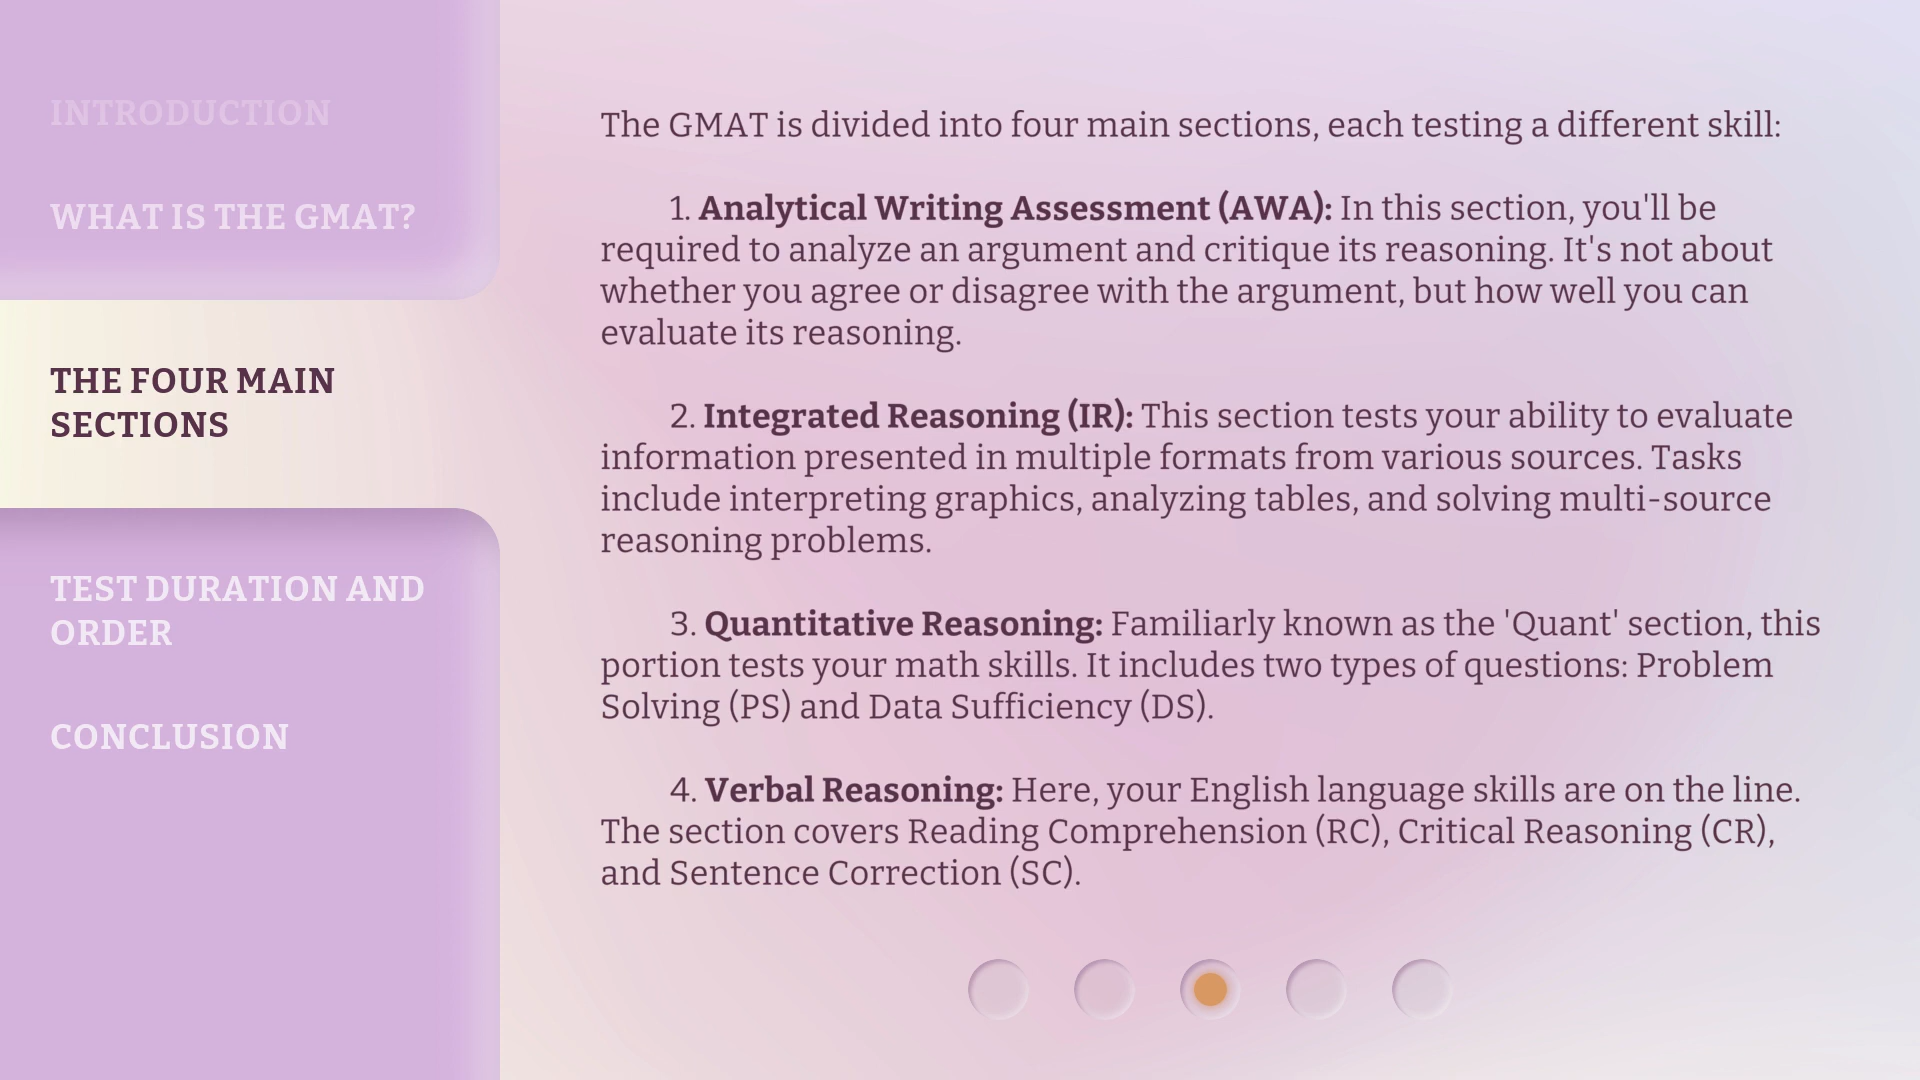 INTRODUCTION
WHAT IS THE GMAT?
THE FOUR MAIN
SECTIONS
TEST DURATION AND
ORDER
CONCLUSION
The GMAT is divided into four main sections, each testing a different skill:
1. Analytical Writing Assessment (AWA): In this section, you'll be
required to analyze an argument and critique its reasoning. It's not about
whether you agree or disagree with the argument, but how well you can
evaluate its reasoning.
2. Integrated Reasoning (IR): This section tests your ability to evaluate
information presented in multiple formats from various sources. Tasks
include interpreting graphics, analyzing tables, and solving multi-source
reasoning problems.
3. Quantitative Reasoning: Familiarly known as the 'Quant' section, this
portion tests your math skills. It includes two types of questions: Problem
Solving (PS) and Data Sufficiency (DS).
4. Verbal Reasoning: Here, your English language skills are on the line.
The section covers Reading Comprehension (RC), Critical Reasoning (CR),
and Sentence Correction (SC).